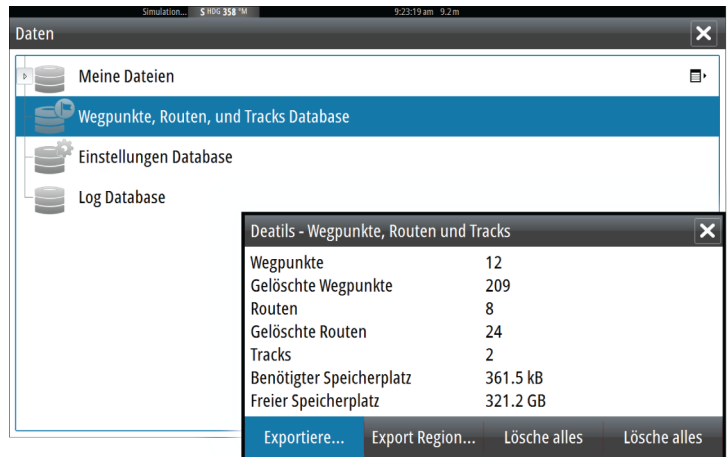 Simulation... S HDG 358 °M 9:23:19 am 9.2 m
Daten
Meine Dateien
Wegpunkte, Routen, und Tracks Database
Einstellungen Database
Log Database
Deatils - Wegpunkte, Routen und Tracks
Wegpunkte 12
Gelöschte Wegpunkte 209
Routen 8
Gelöschte Routen 24
Tracks 2
Benötigter Speicherplatz 361.5 kB
Freier Speicherplatz 321.2 GB
Exportiere... Export Region... Lösche alles Lösche alles